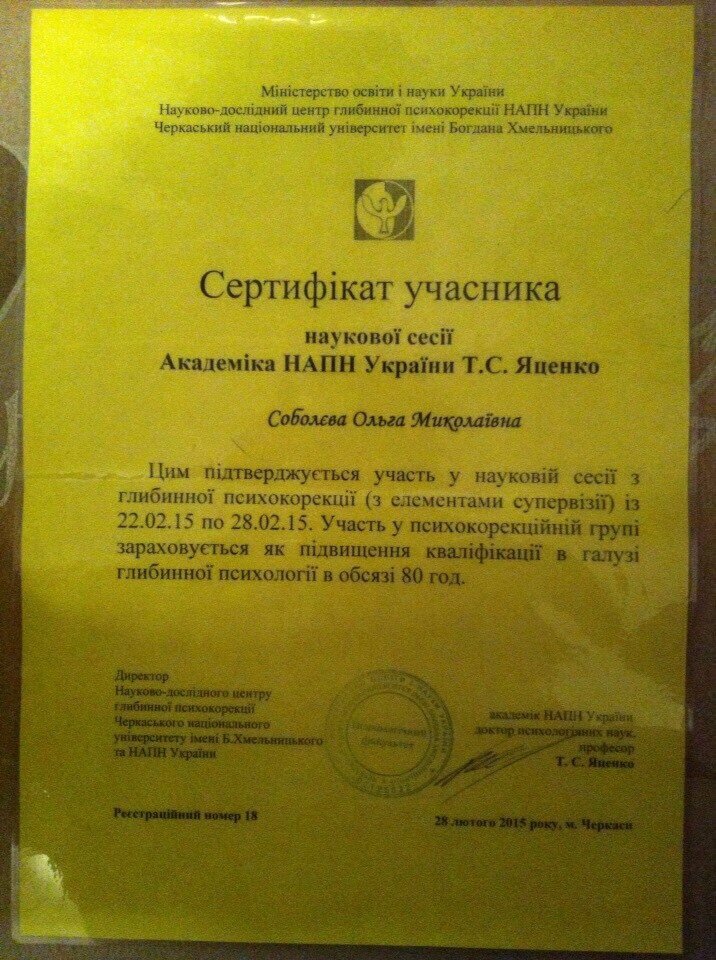 Міністерство освіти і науки України
Науково-дослідний центр глибинної психокорекції НАПН України
Черкаський національний університет імені Богдана Хмельницького
Сертифікат учасника
наукової сесії
Академіка НАПН України Т.С. Яценко
Соболєва Ольга Миколаївна
Цим підтверджується участь у науковій сесії з
глибинної психокорекції (з елементами супервізії) із
22.02.15 по 28.02.15. Участь у психокорекційній групі
зараховується як підвищення кваліфікації в галузі
глибинної психології в обсязі 80 год.
Директор
Науково-дослідного центру
глибинної психокорекції
Черкаського національного
університету імені Б.Хмельницького
та НАПН України
академік НАПН України
доктор психологічних наук,
професор
Т. С. Яценко
Реєстраційний номер 18
28 лютого 2015 року, м. Черкаси